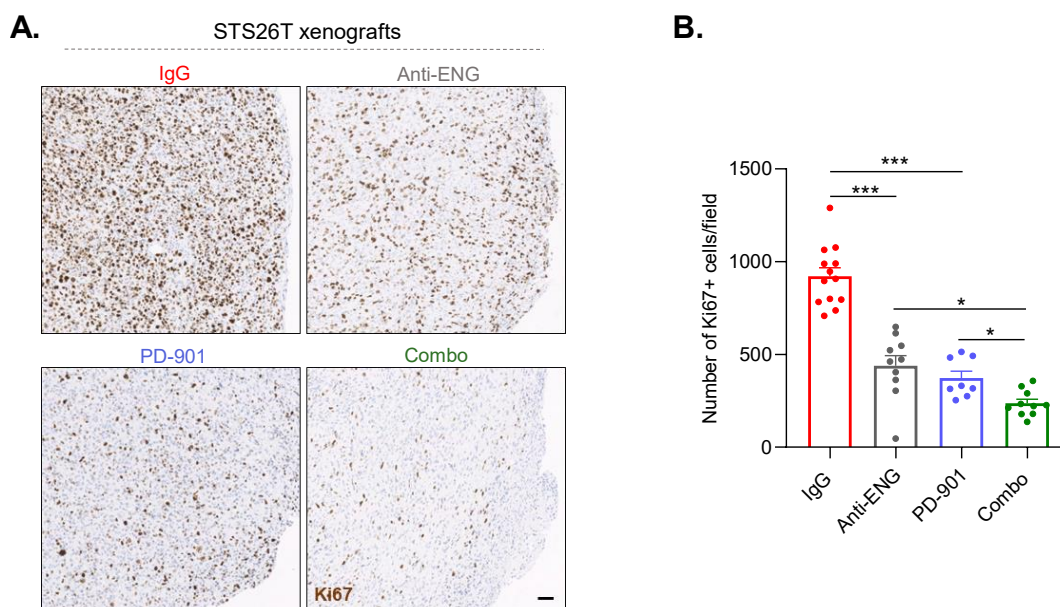 A.
STS26T xenografts
IgG
Anti-ENG
PD-901
Combo
Ki67
B.
Number of Ki67+ cells/field
1500
1000
500
0
***
***
*
*
IgG
Anti-ENG
PD-901
Combo